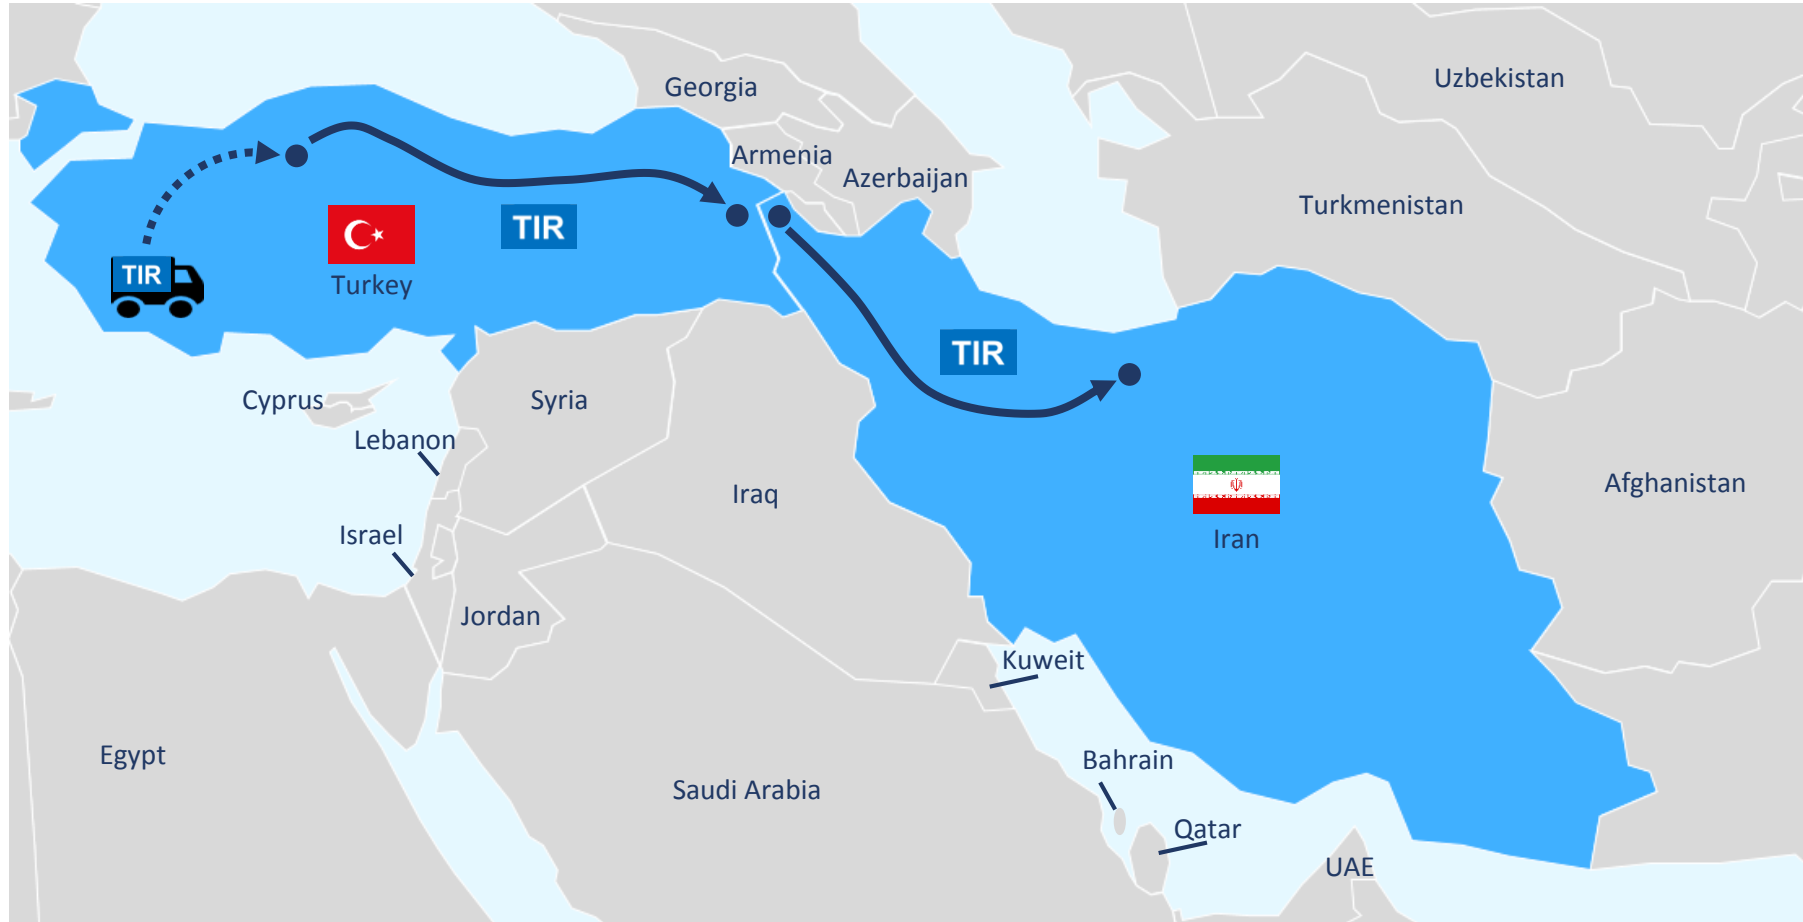 Georgia
Uzbekistan
Armenia
Azerbaijan
Turkmenistan
TIR
TIR
Turkey
TIR
Cyprus
Syria
Lebanon
Iraq
Afghanistan
Israel
Iran
Jordan
Kuweit
Egypt
Bahrain
Saudi Arabia
Qatar
UAE